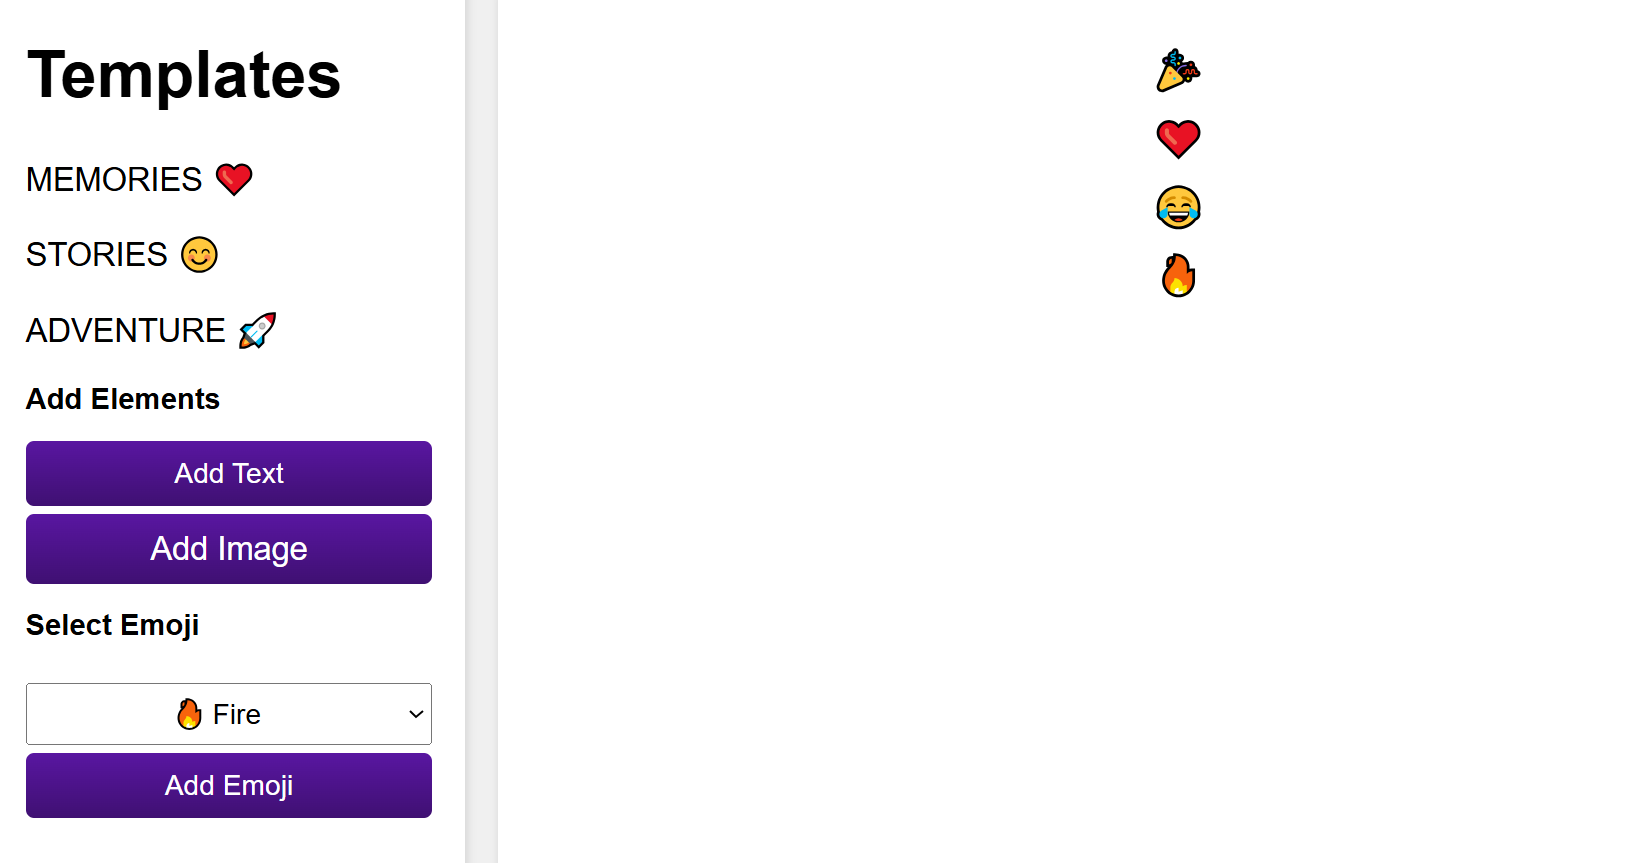 Templates
MEMORIES ❤️
STORIES 😊
ADVENTURE 🚀
Add Elements
Add Text
Add Image
Select Emoji
🔥 Fire
Add Emoji
🎉
❤️
😂
🔥